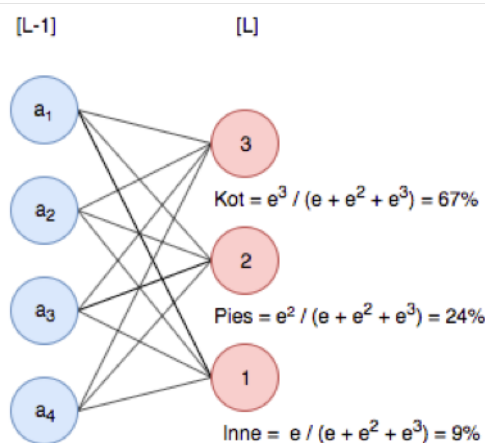 [L-1] [L]
a₁
3
Kot = e³ / (e + e² + e³) = 67%
a₂
2
a₃
Pies = e² / (e + e² + e³) = 24%
1
a₄
Inne = e / (e + e² + e³) = 9%